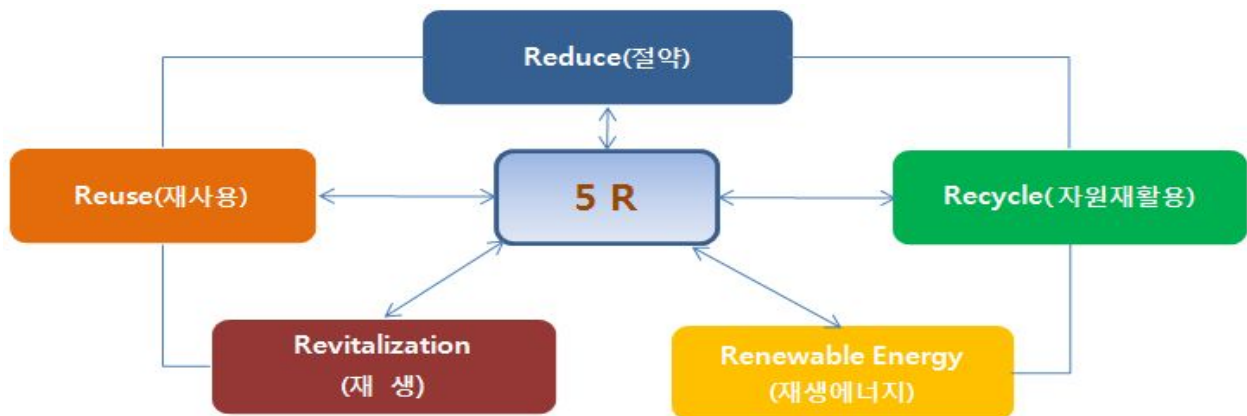 Reduce(절약)
Reuse(재사용)
5 R
Recycle(자원재활용)
Revitalization
(재 생)
Renewable Energy
(재생에너지)